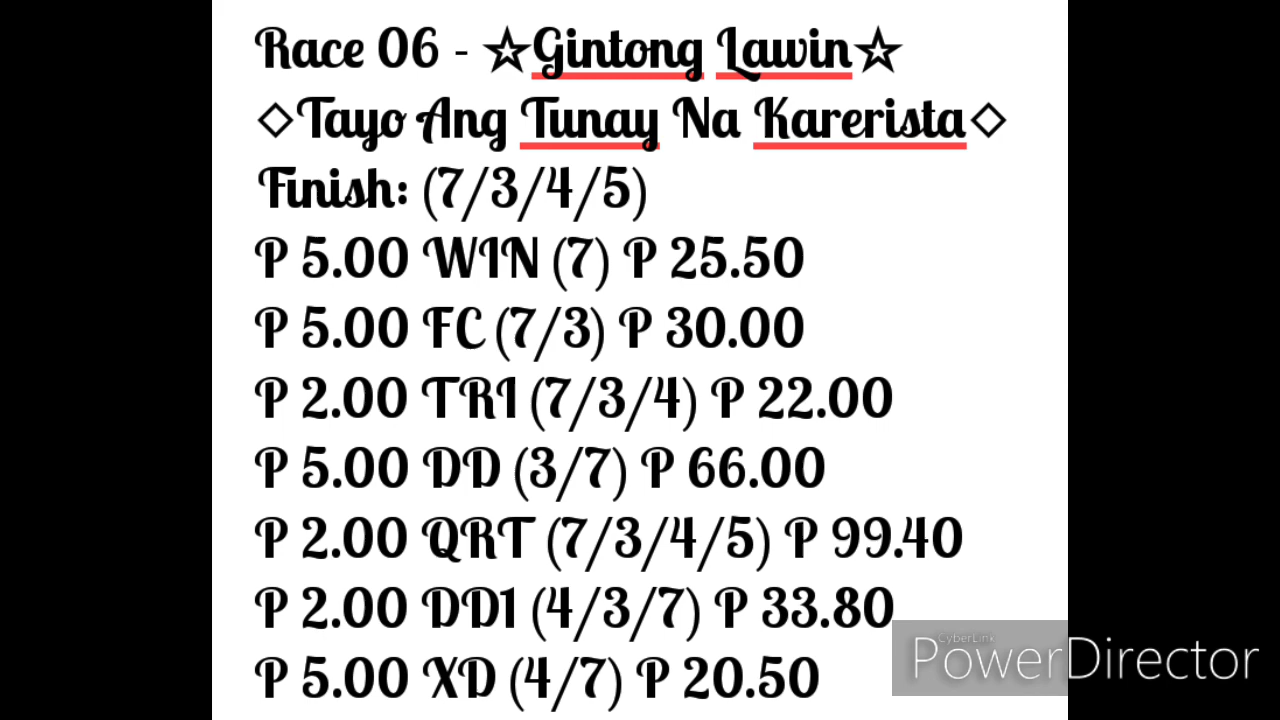 Race 06 - ☆Gintong Lawin☆
◇Tayo Ang Tunay Na Karerista◇
Finish: (7/3/4/5)
P 5.00 WIN (7) P 25.50
P 5.00 FC (7/3) P 30.00
P 2.00 TRI (7/3/4) P 22.00
P 5.00 DD (3/7) P 66.00
P 2.00 QRT (7/3/4/5) P 99.40
P 2.00 DD1 (4/3/7) P 33.80
P 5.00 XD (4/7) P 20.50
CyberLink
PowerDirector